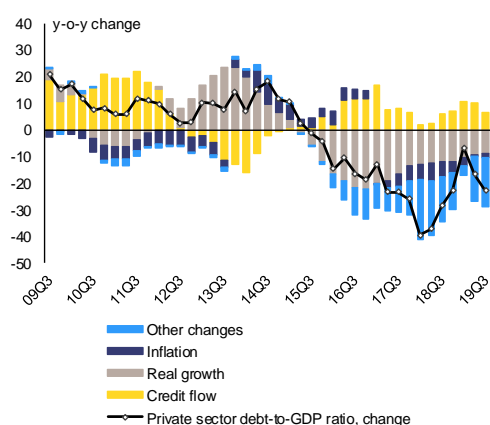 y-o-y change
40
30
20
10
0
-10
-20
-30
-40
-50
09Q3
10Q3
11Q3
12Q3
13Q3
14Q3
15Q3
16Q3
17Q3
18Q3
19Q3
Other changes
Inflation
Real growth
Credit flow
Private sector debt-to-GDP ratio, change